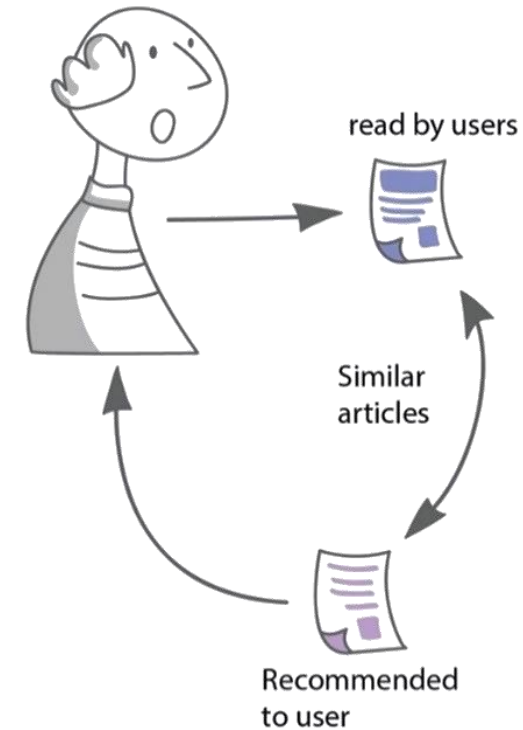 read by users
Similar
articles
Recommended
to user